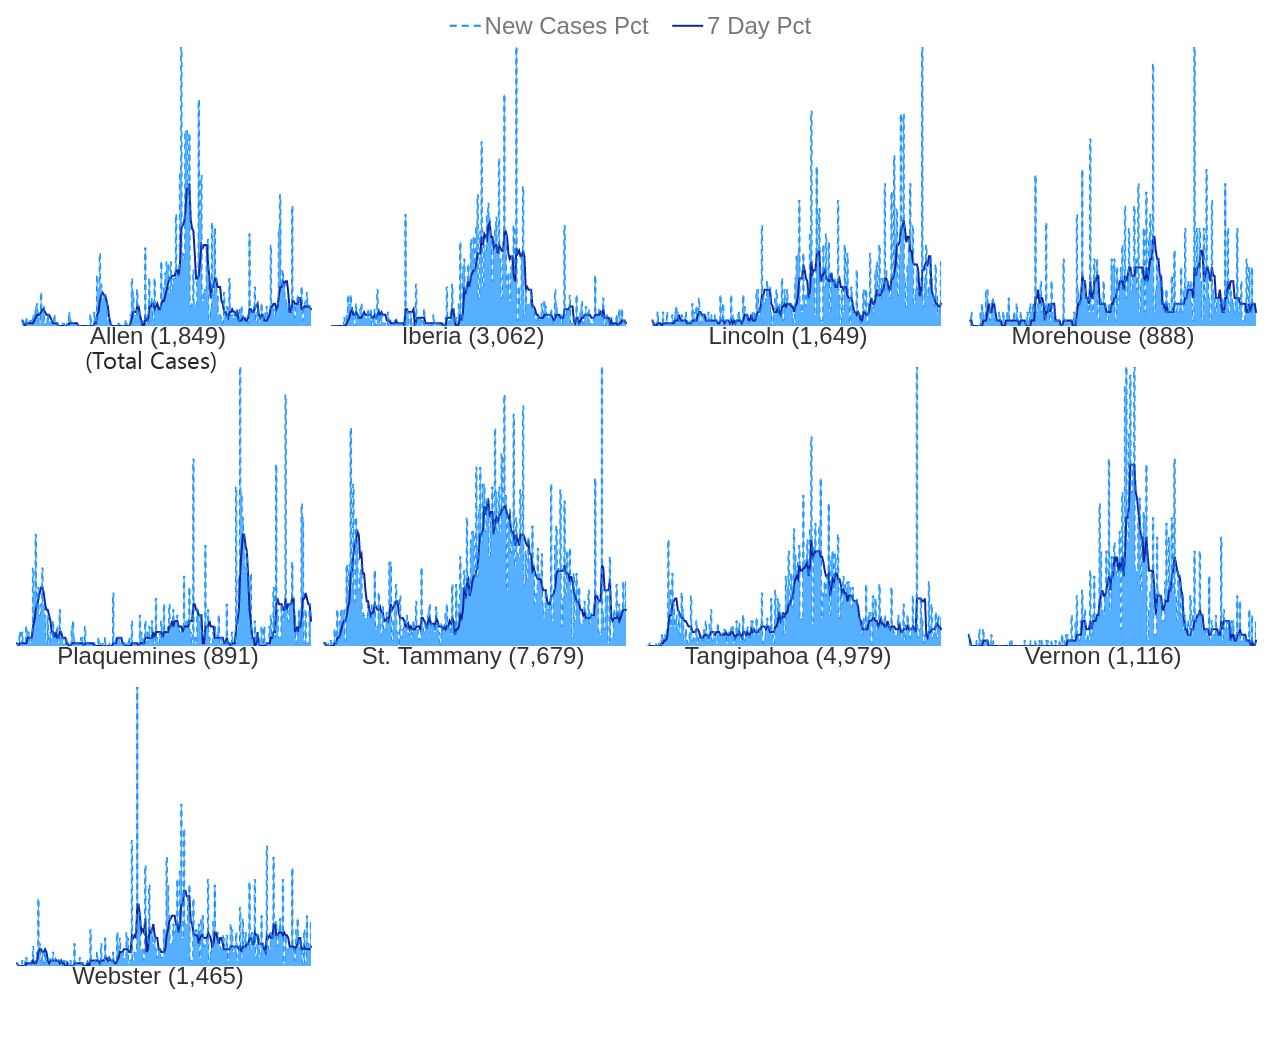 New Cases Pct 7 Day Pct
Allen (1,849) Iberia (3,062) Lincoln (1,649) Morehouse (888)
(Total Cases)
Plaquemines (891) St. Tammany (7,679) Tangipahoa (4,979) Vernon (1,116)
Webster (1,465)